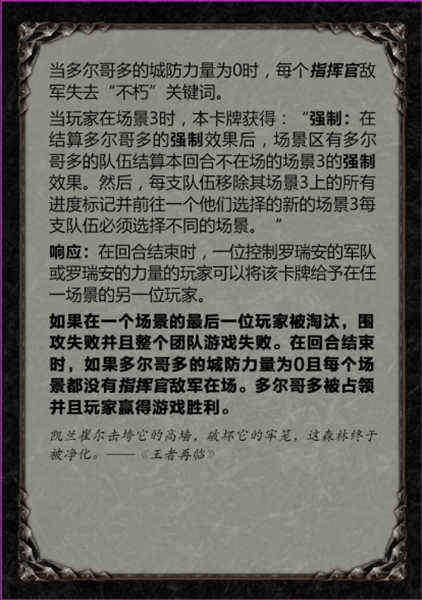 当多尔哥多的城防力量为0时，每个指挥官敌
军失去“不朽”关键词。
当玩家在场景3时，本卡牌获得：“强制：在
结算多尔哥多的强制效果后，场景区有多尔
哥多的队伍结算本回合不在场的场景3的强制
效果。然后，每支队伍移除其场景3上的所有
进度标记并前往一个他们选择的新的场景3每
支队伍必须选择不同的场景。 ”
响应：在回合结束时，一位控制罗瑞安的军队
或罗瑞安的力量的玩家可以将该卡牌给予在任
一场景的另一位玩家。
如果在一个场景的最后一位玩家被淘汰，围
攻失败并且整个团队游戏失败。在回合结束
时，如果多尔哥多的城防力量为0且每个场
景都没有指挥官敌军在场。多尔哥多被占领
并且玩家赢得游戏胜利。
凯兰崔尔击垮它的高墙，破坏它的牢笼，这森林终于
被净化。——《王者再临》